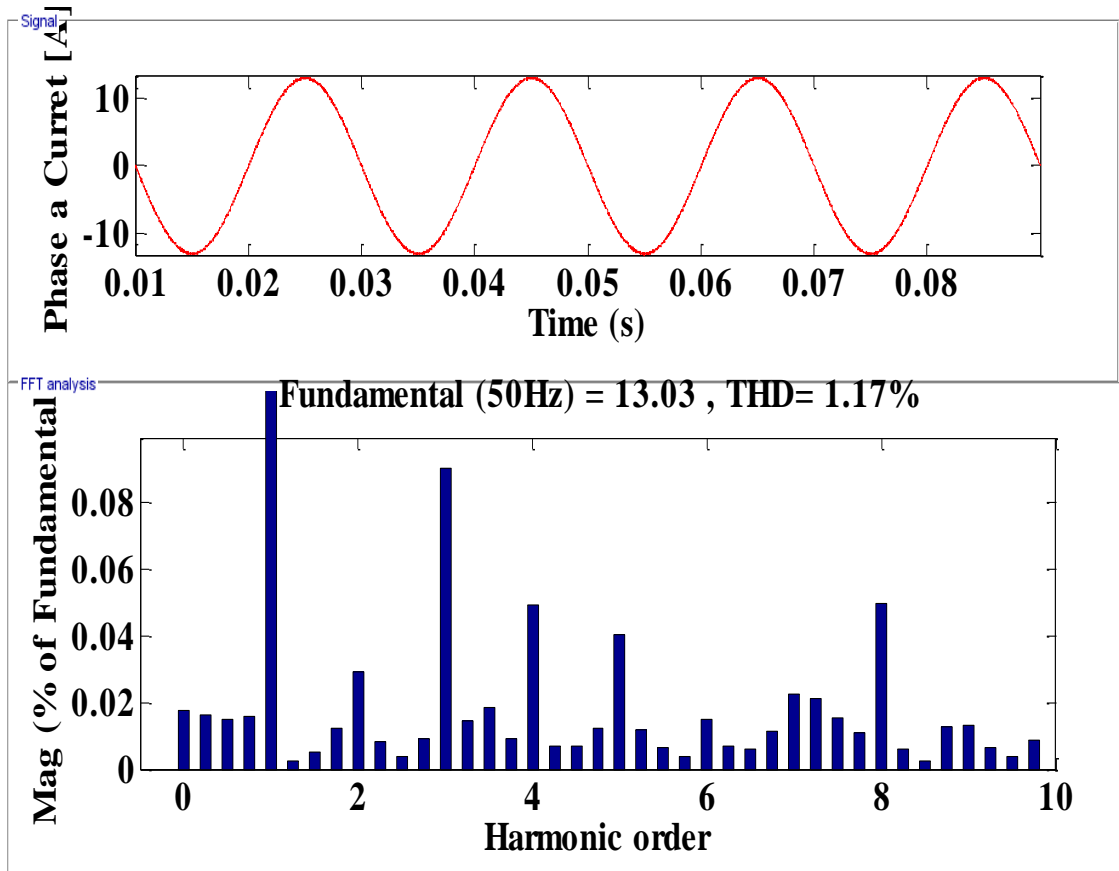 Signal
Phase a Curret [A]
10
0
-10
0.01 0.02 0.03 0.04 0.05 0.06 0.07 0.08
Time (s)
FFT analysis
Fundamental (50Hz) = 13.03 , THD= 1.17%
Mag (% of Fundamental
0.08
0.06
0.04
0.02
0
0 2 4 6 8 10
Harmonic order